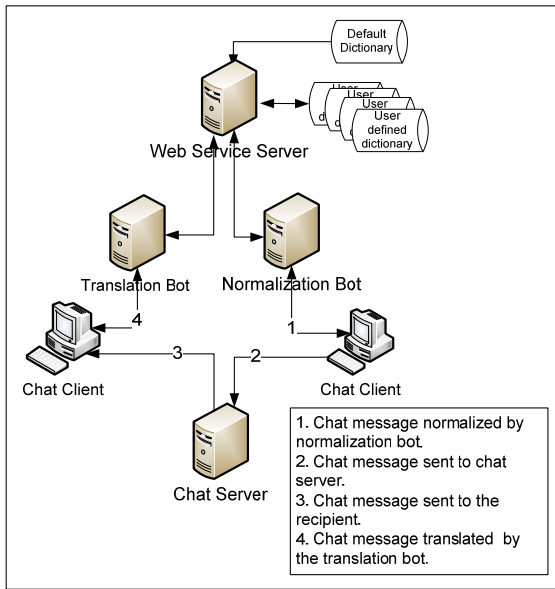 Default
Dictionary
User
User
User
User
defined
dictionary
Web Service Server
Translation Bot
Normalization Bot
4
1
3
2
Chat Client
Chat Client
Chat Server
1. Chat message normalized by
normalization bot.
2. Chat message sent to chat
server.
3. Chat message sent to the
recipient.
4. Chat message translated by
the translation bot.